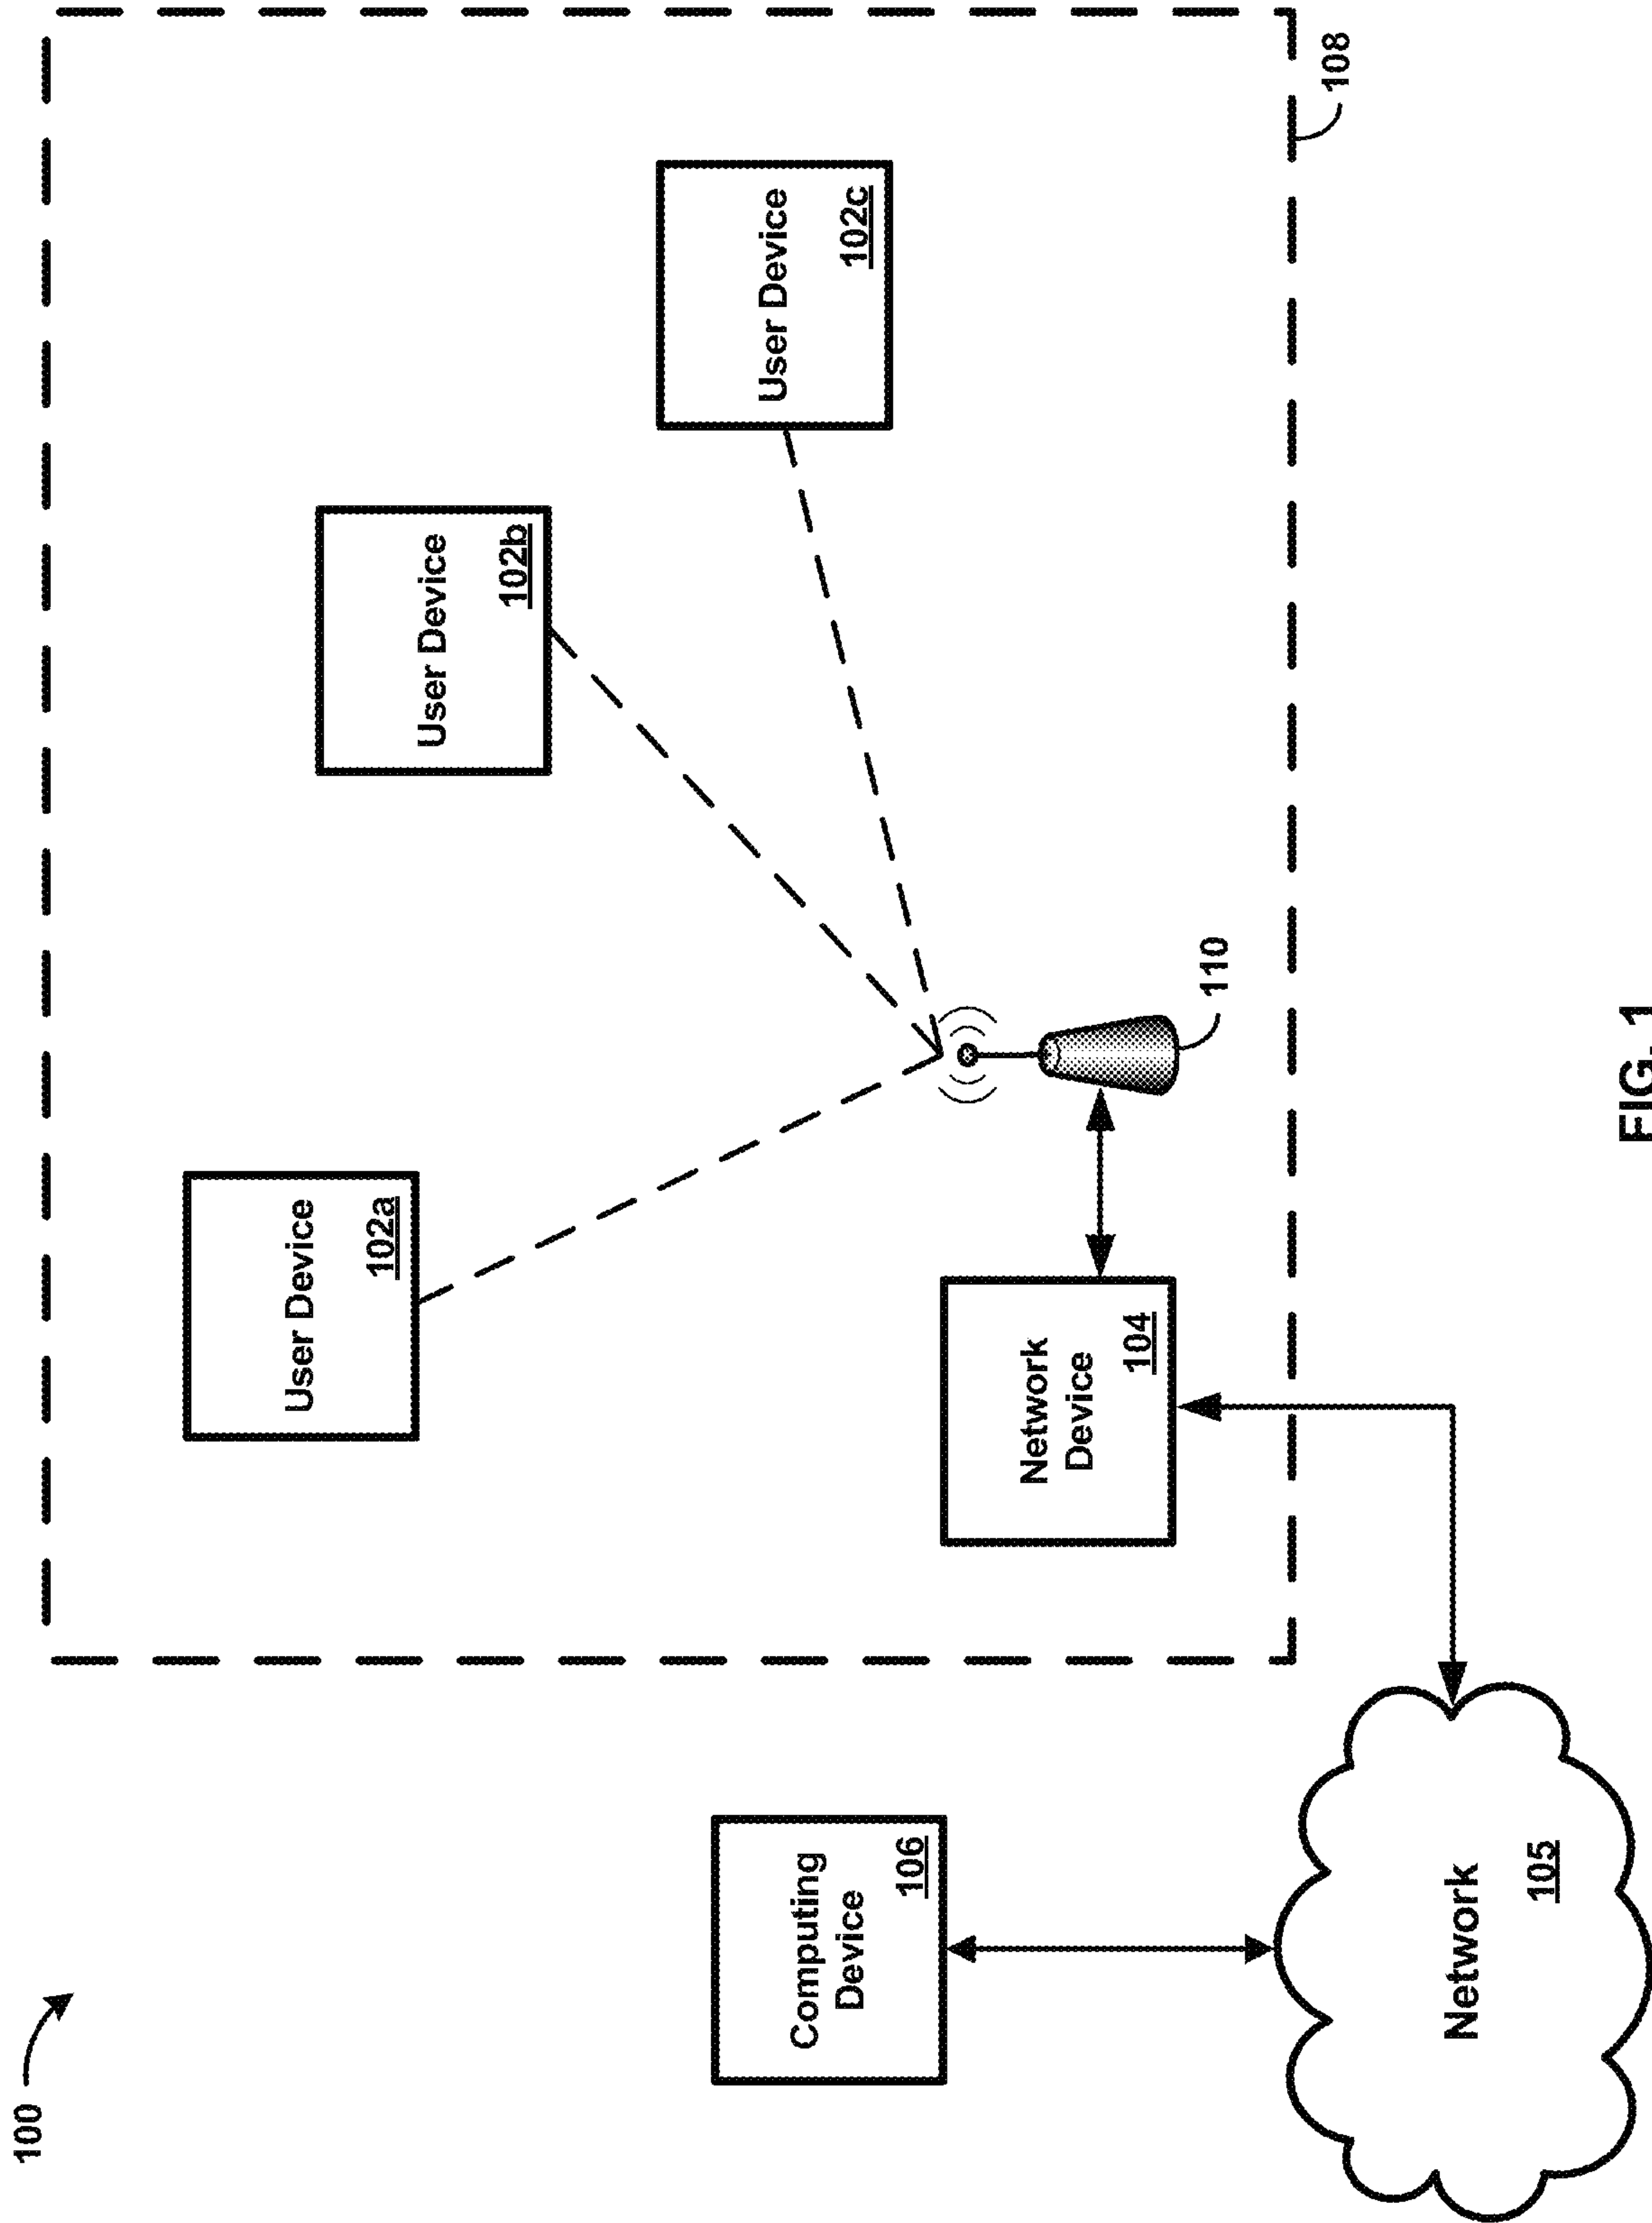 100
User Device
102a
User Device
102b
User Device
102c
Computing
Device
106
Network
Device
104
110
108
Network
105
FIG. 1